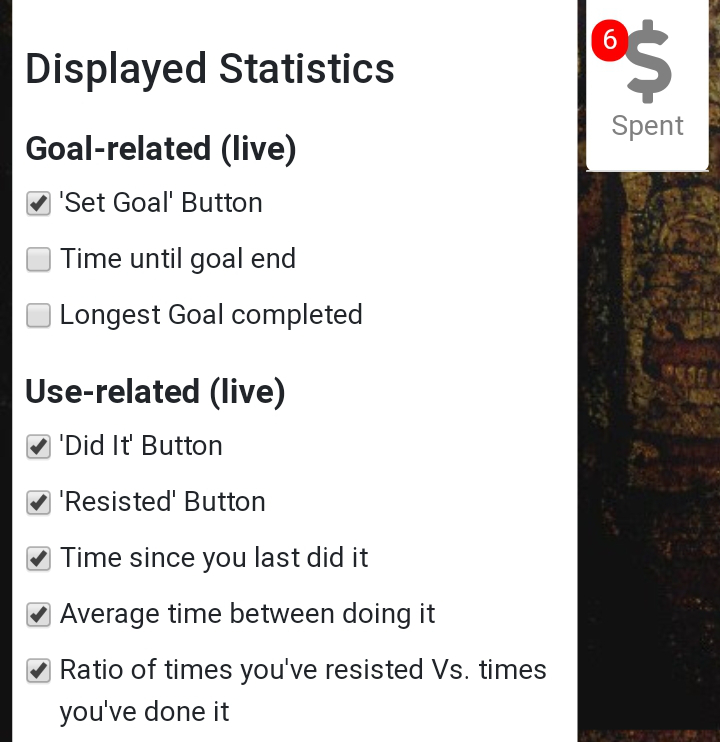 Displayed Statistics
Goal-related (live)
'Set Goal' Button
Time until goal end
Longest Goal completed
Use-related (live)
'Did It' Button
'Resisted' Button
Time since you last did it
Average time between doing it
Ratio of times you've resisted Vs. times
you've done it
6
$
Spent